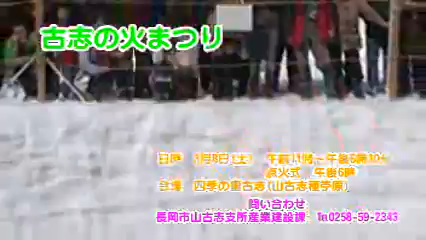 古志の火まつり
日時 3月8日(土) 午前11時~午後6時30分
点火式 午後6時
会場 四季の里古志(山古志種苧原)
問い合わせ
長岡市山古志支所産業建設課 ℡0258-59-2343